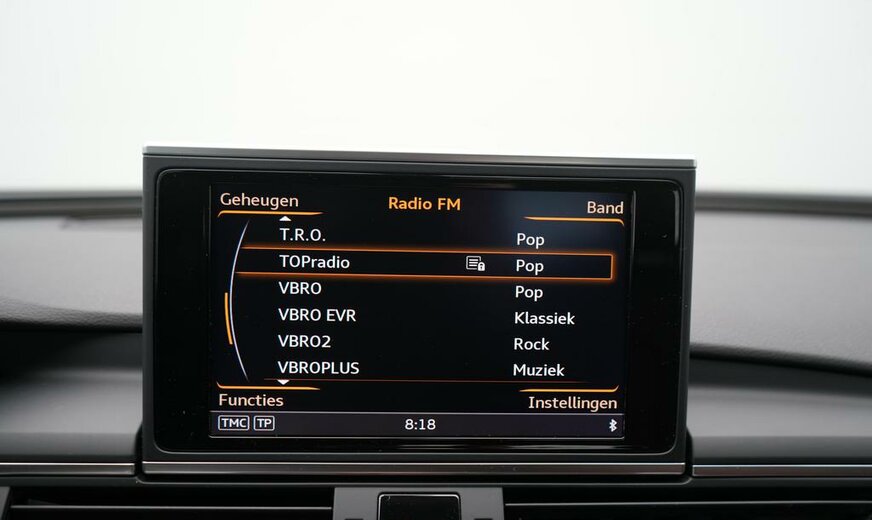 Geheugen Radio FM Band
T.R.O. Pop
TOPradio Pop
VBRO Pop
VBRO EVR Klassiek
VBRO2 Rock
VBROPLUS Muziek
Functies Instellingen
TMC TP 8:18